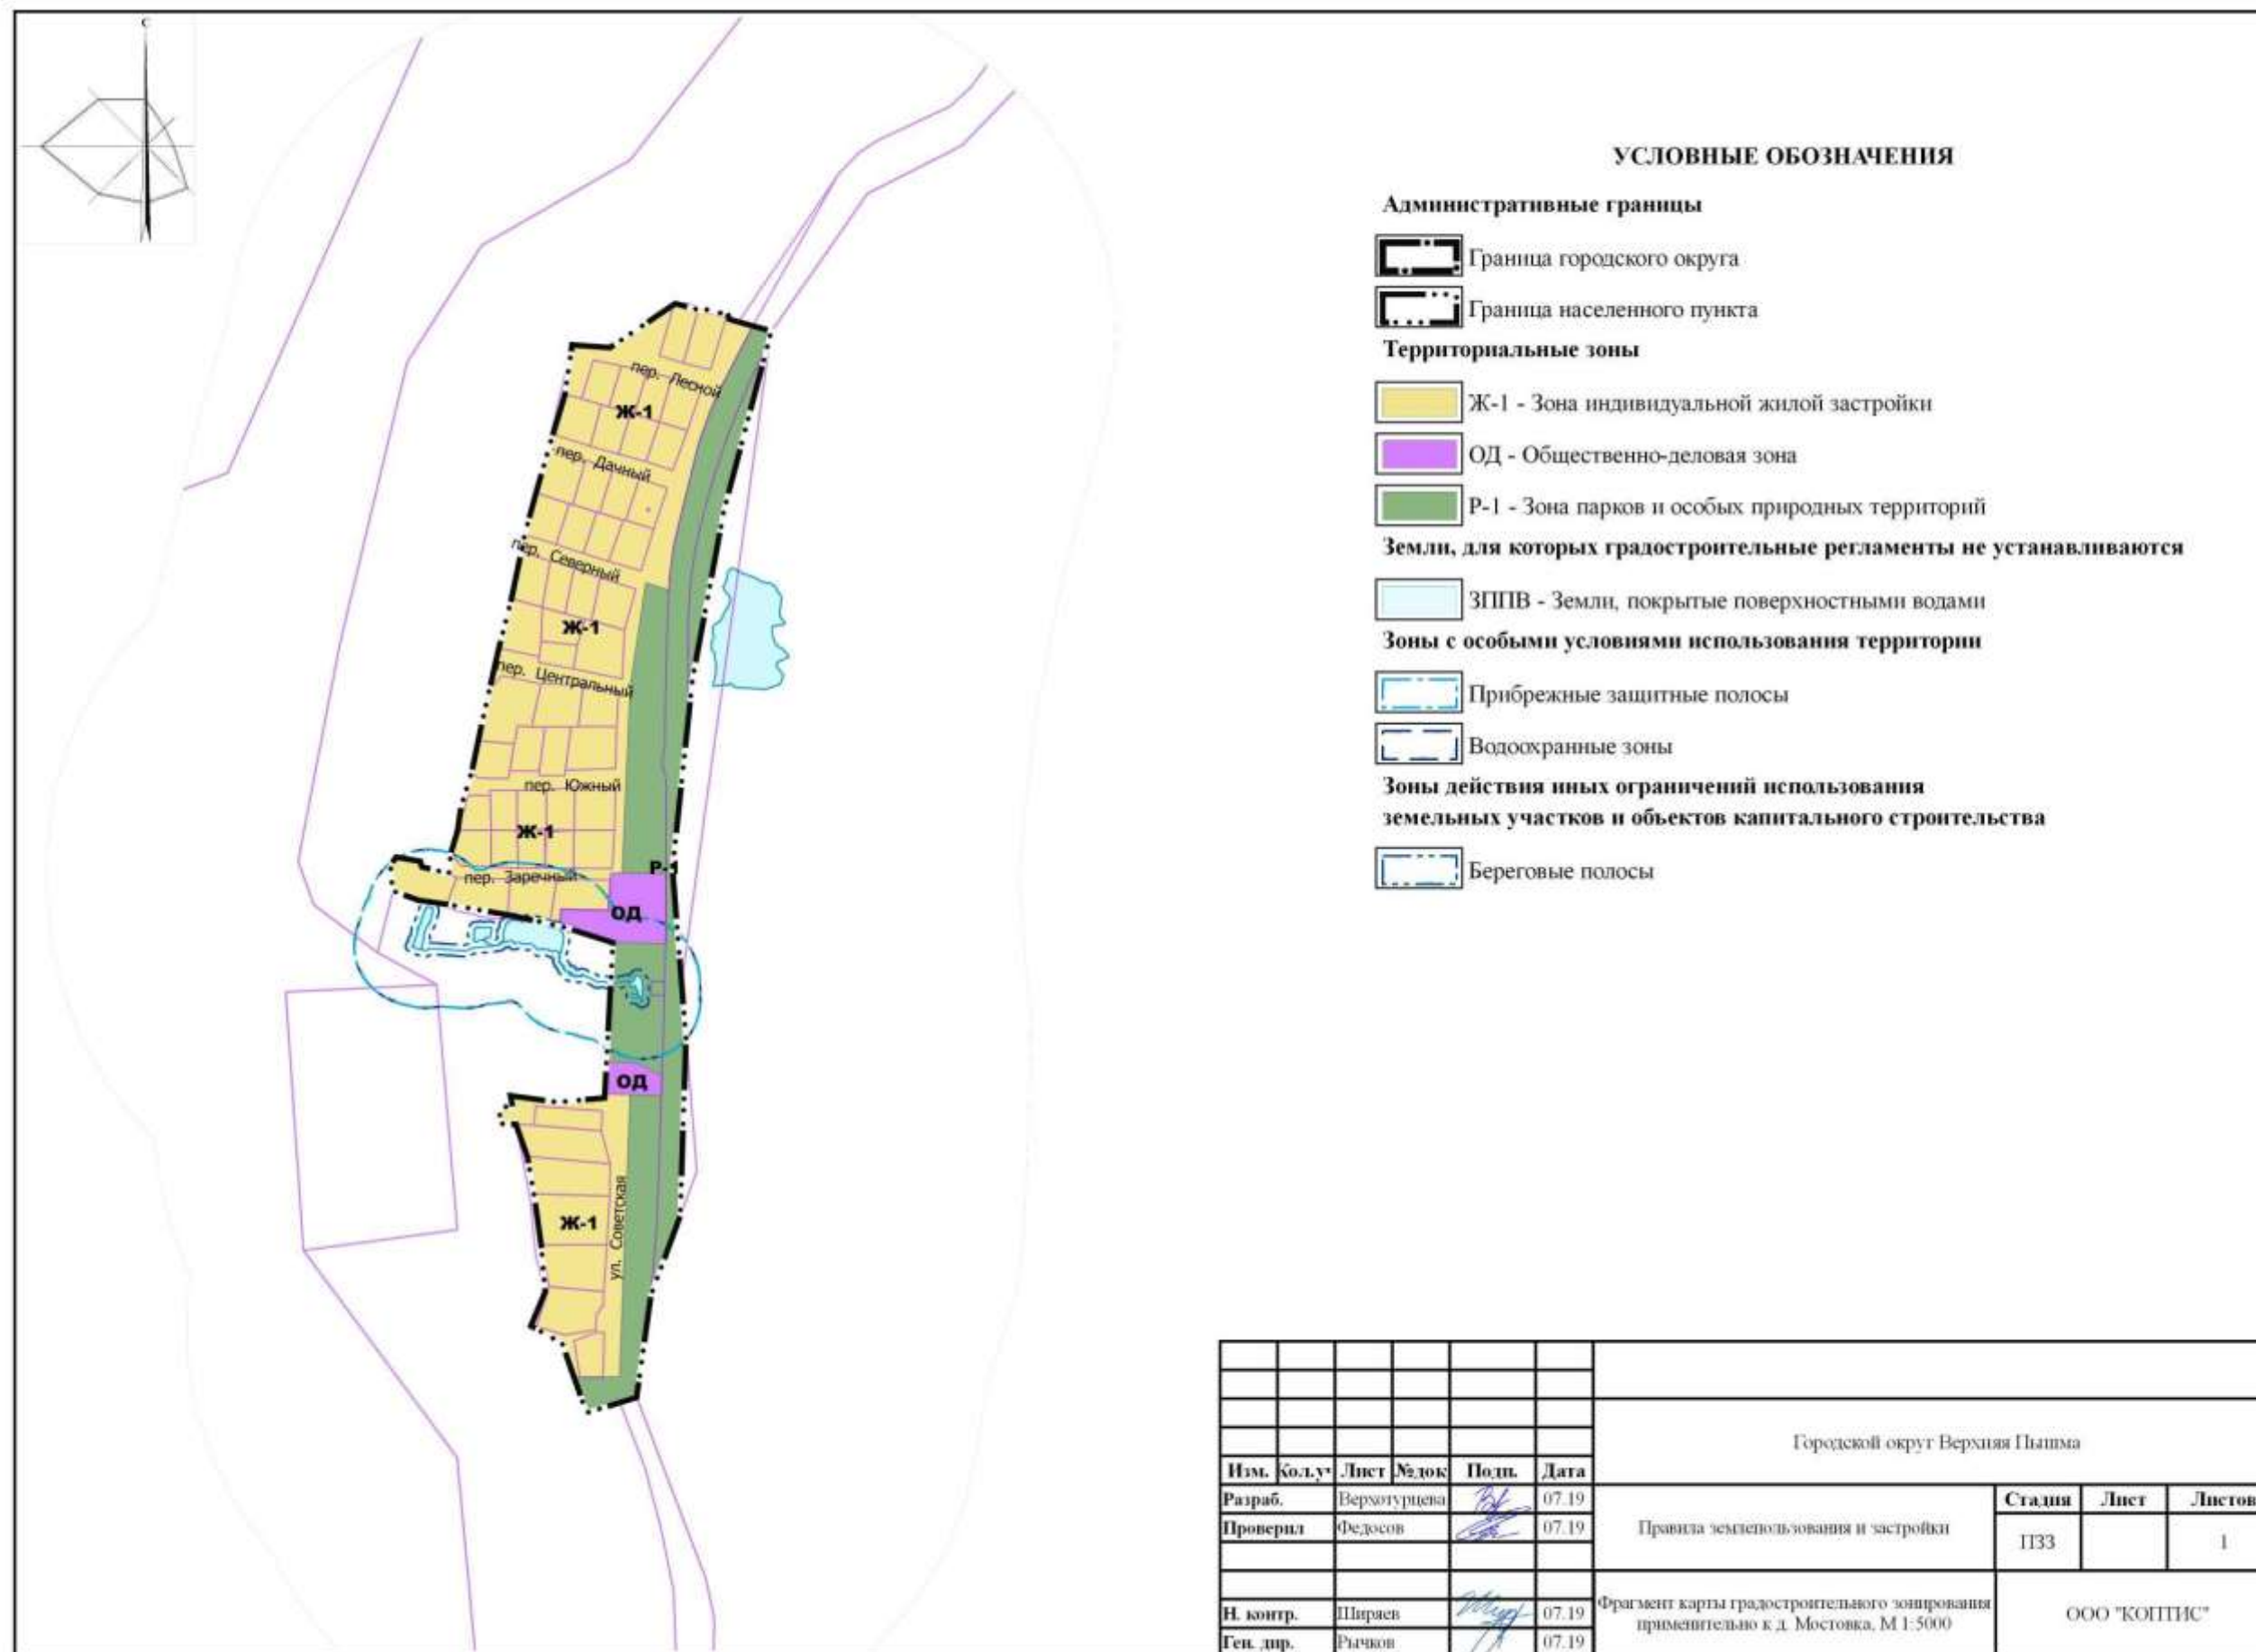 С
пер. Лесной
Ж-1
пер. Дачный
пер. Северный
Ж-1
пер. Центральный
пер. Южный
Ж-1
Р-1
пер. Заречный
ОД
ОД
ул. Советская
Ж-1
УСЛОВНЫЕ ОБОЗНАЧЕНИЯ
Административные границы
Граница городского округа
Граница населенного пункта
Территориальные зоны
Ж-1 - Зона индивидуальной жилой застройки
ОД - Общественно-деловая зона
Р-1 - Зона парков и особых природных территорий
Земли, для которых градостроительные регламенты не устанавливаются
ЗППВ - Земли, покрытые поверхностными водами
Зоны с особыми условиями использования территории
Прибрежные защитные полосы
Водоохранные зоны
Зоны действия иных ограничений использования
земельных участков и объектов капитального строительства
Береговые полосы
Городской округ Верхняя Пышма
Изм. Кол.уч Лист №док Подп. Дата
Разраб. Верхотурцева 07.19
Проверил Федосов 07.19
Правила землепользования и застройки
Стадия Лист Листов
ПЗЗ 1
Н. контр. Ширяев 07.19
Ген. дир. Рычков 07.19
Фрагмент карты градостроительного зонирования
применительно к д. Мостовка, М 1:5000
ООО "КОПТИС"